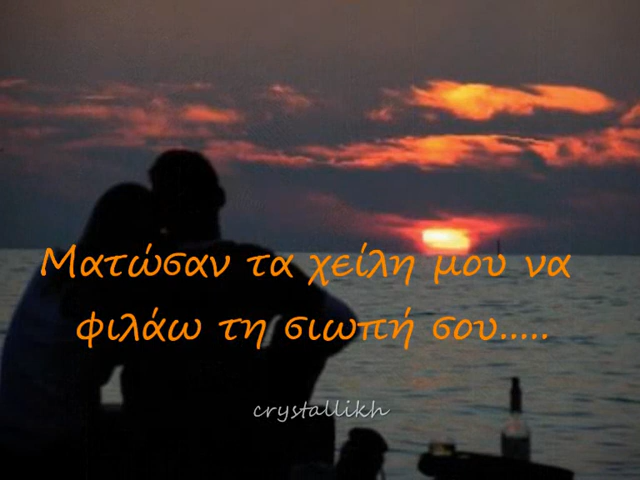 Ματώσαν τα χείλη μου να
φιλάω τη σιωπή σου.....
crystallikh